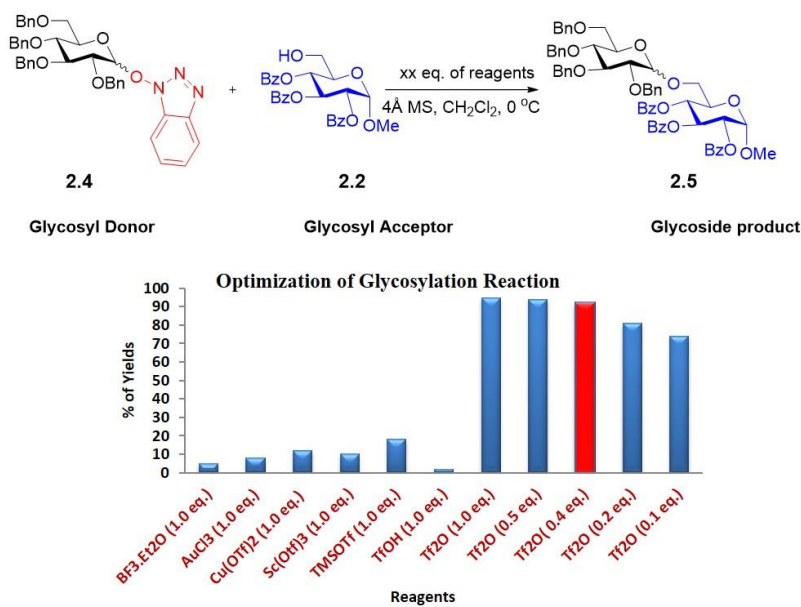 BnO
BnO
BnO
O
OBn
O
N
N
N
+
HO
BzO
O
BzO
BzO
OMe
xx eq. of reagents
4Å MS, CH2Cl2, 0 °C
BnO
BnO
BnO
O
OBn
O
BzO
O
BzO
BzO
OMe
2.4
2.2
2.5
Glycosyl Donor
Glycosyl Acceptor
Glycoside product
Optimization of Glycosylation Reaction
% of Yields
100
90
80
70
60
50
40
30
20
10
0
BF3.Et2O (1.0 eq.)
AuCl3 (1.0 eq.)
Cu(OTf)2 (1.0 eq.)
Sc(Otf)3 (1.0 eq.)
TMSOTf (1.0 eq.)
TfOH (1.0 eq.)
Tf2O (1.0 eq.)
Tf2O (0.5 eq.)
Tf2O( 0.4 eq.)
Tf2O (0.2 eq.)
Tf2O (0.1 eq.)
Reagents